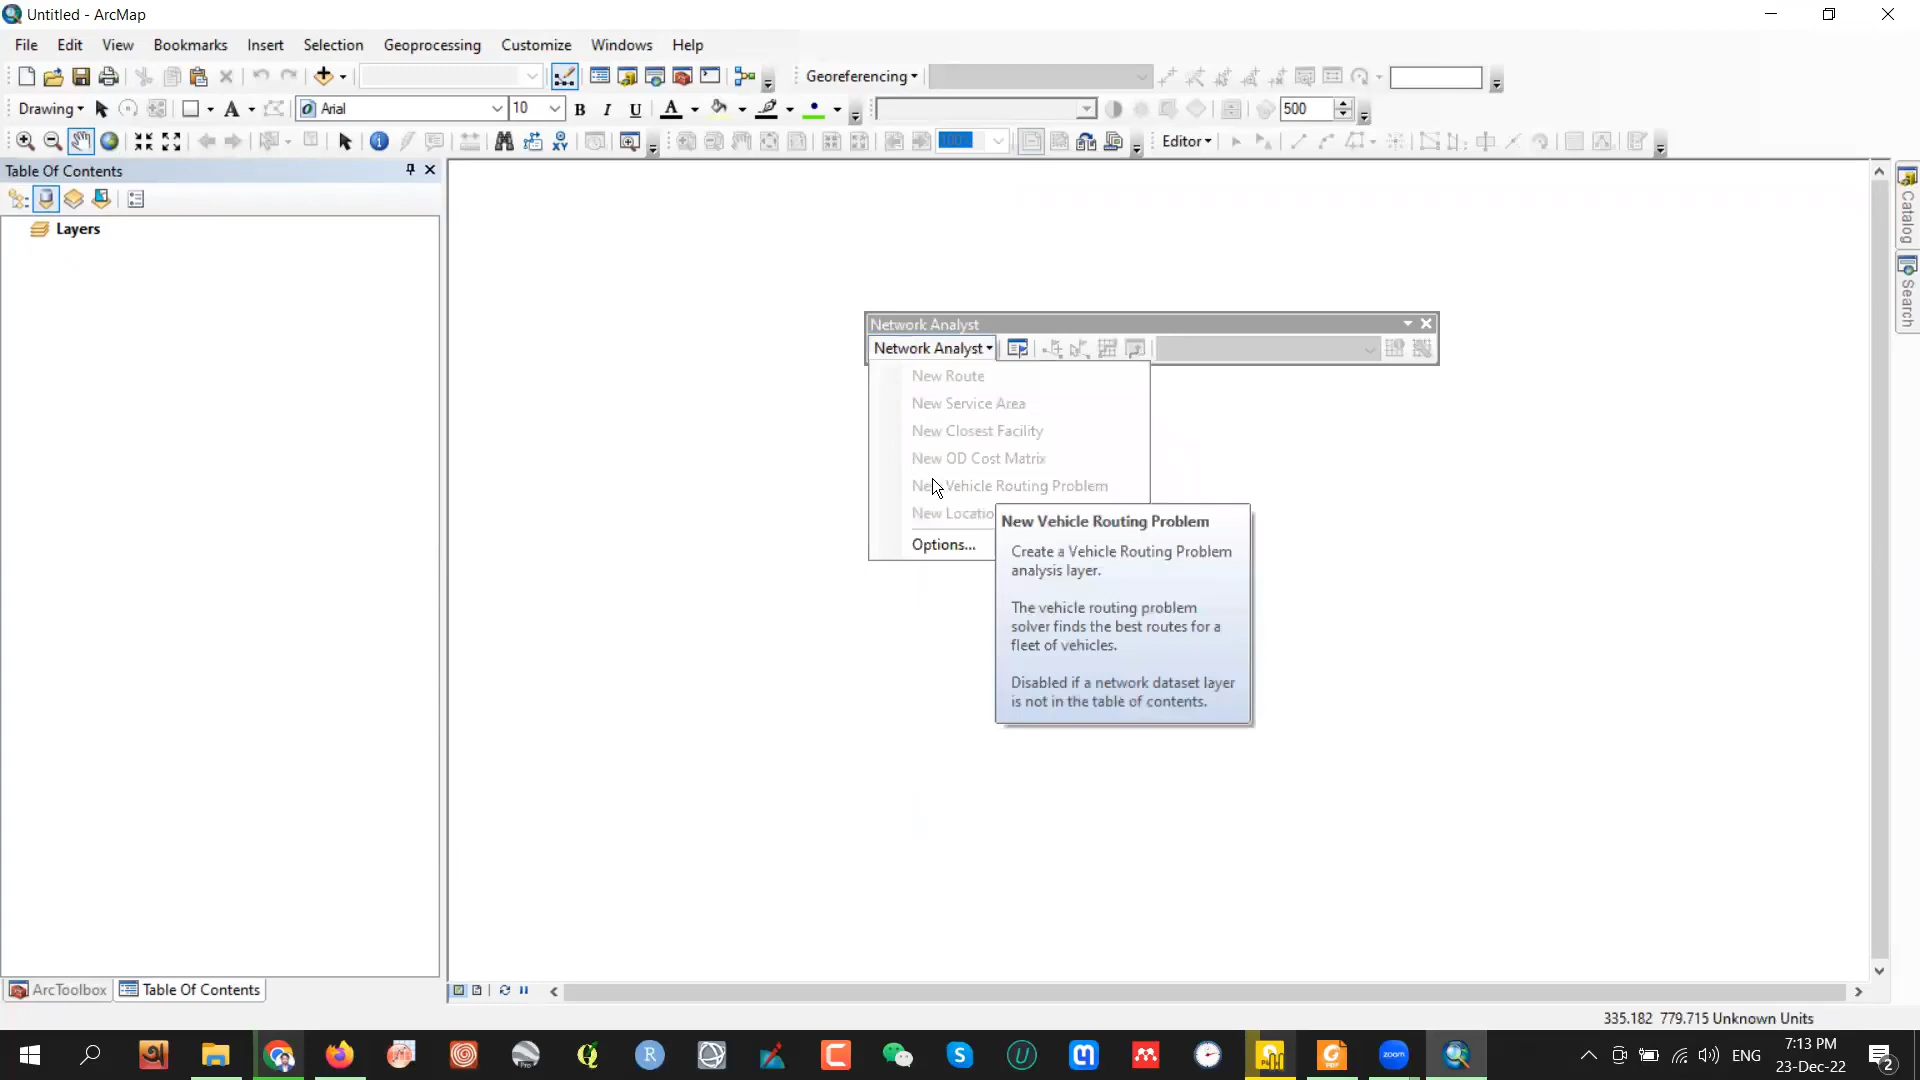 Untitled - ArcMap
File Edit View Bookmarks Insert Selection Geoprocessing Customize Windows Help
Georeferencing
Drawing Arial 10 B I U A 500
100% Editor
Table Of Contents
Layers
Catalog
Search
Network Analyst
Network Analyst
New Route
New Service Area
New Closest Facility
New OD Cost Matrix
New Vehicle Routing Problem
New Locatio
Options...
New Vehicle Routing Problem
Create a Vehicle Routing Problem
analysis layer.
The vehicle routing problem
solver finds the best routes for a
fleet of vehicles.
Disabled if a network dataset layer
is not in the table of contents.
ArcToolbox Table Of Contents
335.182 779.715 Unknown Units
ENG
7:13 PM
23-Dec-22
2